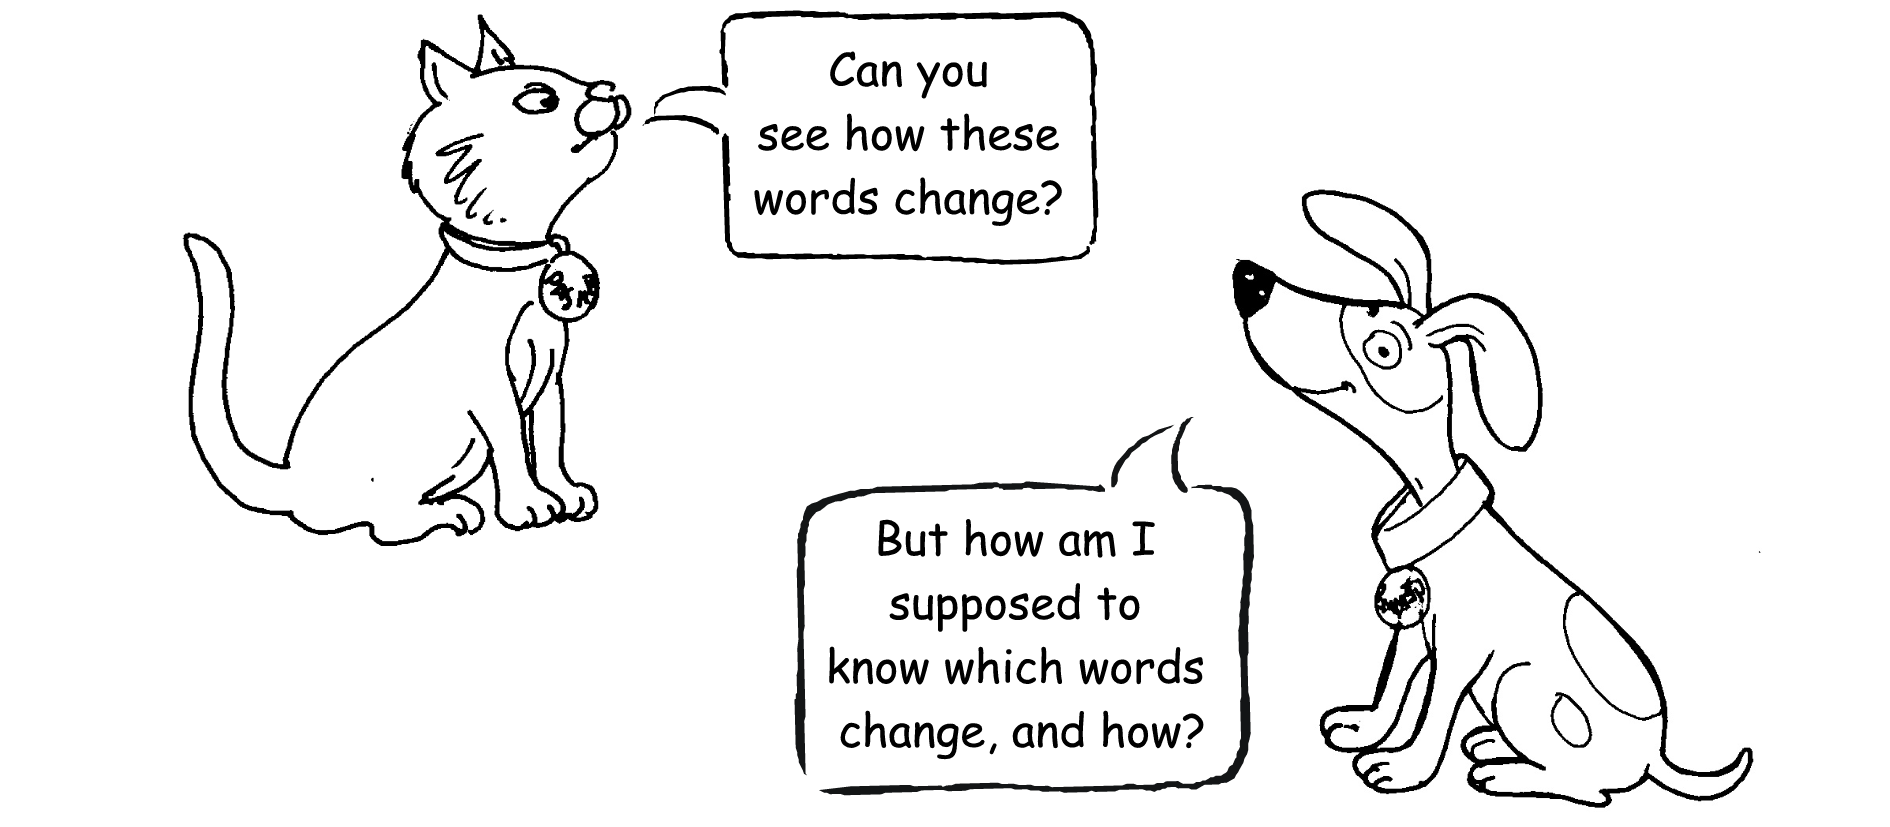 Can you
see how these
words change?
But how am I
supposed to
know which words
change, and how?